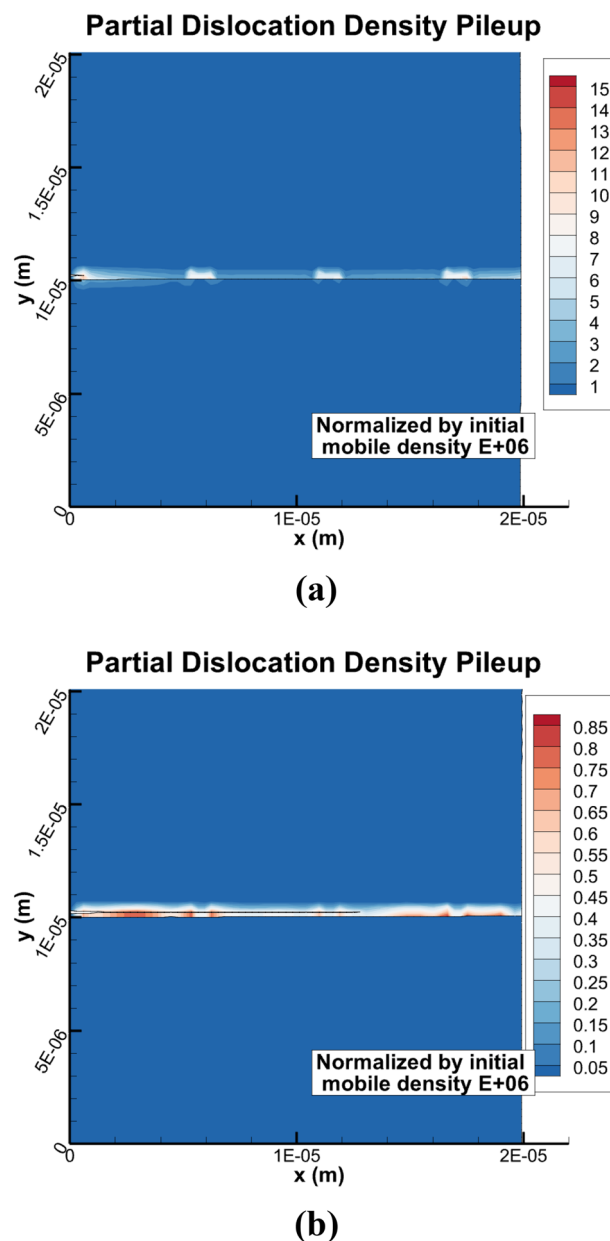 Partial Dislocation Density Pileup
2E-05
1.5E-05
1E-05
5E-06
0
y (m)
15
14
13
12
11
10
9
8
7
6
5
4
3
2
1
Normalized by initial
mobile density E+06
0
1E-05
2E-05
x (m)
(a)
Partial Dislocation Density Pileup
2E-05
1.5E-05
1E-05
5E-06
0
y (m)
0.85
0.8
0.75
0.7
0.65
0.6
0.55
0.5
0.45
0.4
0.35
0.3
0.25
0.2
0.15
0.1
0.05
Normalized by initial
mobile density E+06
0
1E-05
2E-05
x (m)
(b)